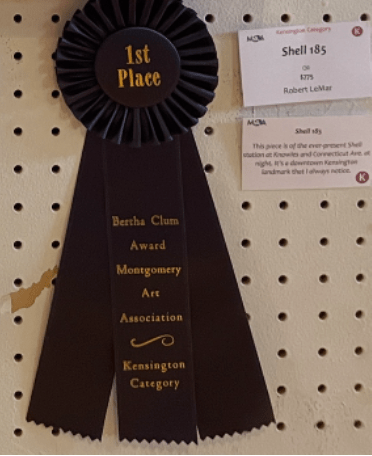 1st
Place
Bertha Clum
Award
Montgomery
Art
Association
Kensington
Category
Kensington Category
K
Shell 185
Oil
$775
Robert LeMar
Shell 185
This piece is of the ever-present Shell
station at Knowles and Connecticut Ave. at
night. It's a downtown Kensington
landmark that I always notice.
K